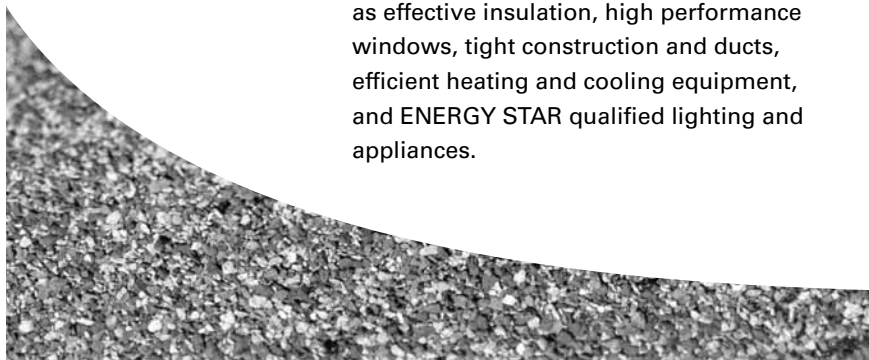 as effective insulation, high performance
windows, tight construction and ducts,
efficient heating and cooling equipment,
and ENERGY STAR qualified lighting and
appliances.